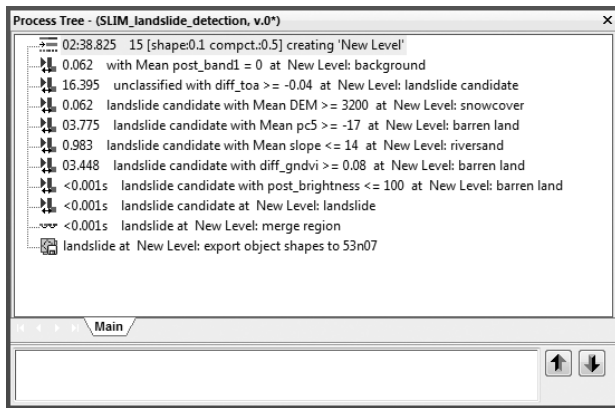 Process Tree - (SLIM_landslide_detection, v.0*)
02:38.825 15 [shape:0.1 compct.:0.5] creating 'New Level'
0.062 with Mean post_band1 = 0 at New Level: background
16.395 unclassified with diff_toa >= -0.04 at New Level: landslide candidate
0.062 landslide candidate with Mean DEM >= 3200 at New Level: snowcover
03.775 landslide candidate with Mean pc5 >= -17 at New Level: barren land
0.983 landslide candidate with Mean slope <= 14 at New Level: riversand
03.448 landslide candidate with diff_gndvi >= 0.08 at New Level: barren land
<0.001s landslide candidate with post_brightness <= 100 at New Level: barren land
<0.001s landslide candidate at New Level: landslide
<0.001s landslide at New Level: merge region
landslide at New Level: export object shapes to 53n07
Main